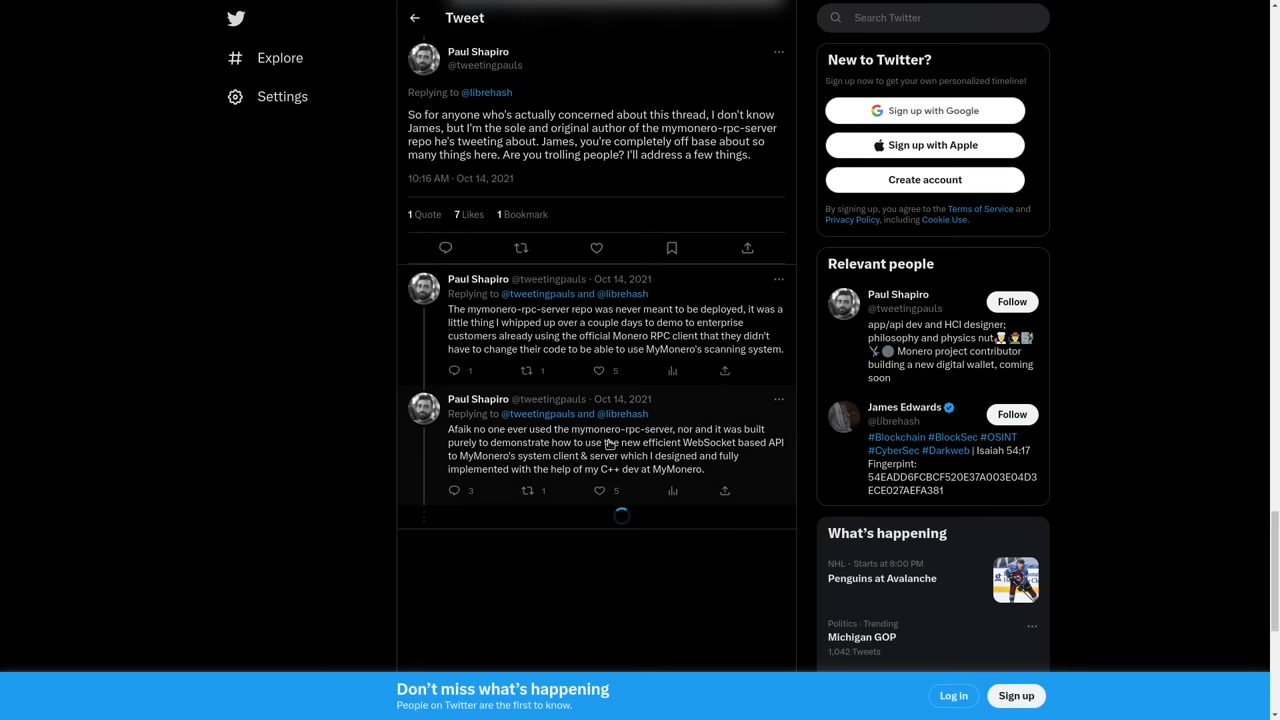 Explore
Settings
Tweet
Paul Shapiro
@tweetingpauls
Replying to @librehash
So for anyone who's actually concerned about this thread, I don't know
James, but I'm the sole and original author of the mymonero-rpc-server
repo he's tweeting about. James, you're completely off base about so
many things here. Are you trolling people? I'll address a few things.
10:16 AM · Oct 14, 2021
1 Quote 7 Likes 1 Bookmark
Paul Shapiro @tweetingpauls · Oct 14, 2021
Replying to @tweetingpauls and @librehash
The mymonero-rpc-server repo was never meant to be deployed, it was a
little thing I whipped up over a couple days to demo to enterprise
customers already using the official Monero RPC client that they didn't
have to change their code to be able to use MyMonero's scanning system.
1 1 5
Paul Shapiro @tweetingpauls · Oct 14, 2021
Replying to @tweetingpauls and @librehash
Afaik no one ever used the mymonero-rpc-server, nor and it was built
purely to demonstrate how to use the new efficient WebSocket based API
to MyMonero's system client & server which I designed and fully
implemented with the help of my C++ dev at MyMonero.
3 1 5
Search Twitter
New to Twitter?
Sign up now to get your own personalized timeline!
Sign up with Google
Sign up with Apple
Create account
By signing up, you agree to the Terms of Service and
Privacy Policy, including Cookie Use.
Relevant people
Paul Shapiro
@tweetingpauls
Follow
app/api dev and HCI designer;
philosophy and physics nut
Monero project contributor
building a new digital wallet, coming
soon
James Edwards
@librehash
Follow
#Blockchain #BlockSec #OSINT
#CyberSec #Darkweb | Isaiah 54:17
Fingerprint:
54EADD6FCBCF520E37A003E04D3
ECE027AEFA381
What's happening
NHL · Starts at 8:00 PM
Penguins at Avalanche
Politics · Trending
Michigan GOP
1,042 Tweets
Don't miss what's happening
People on Twitter are the first to know.
Log in
Sign up